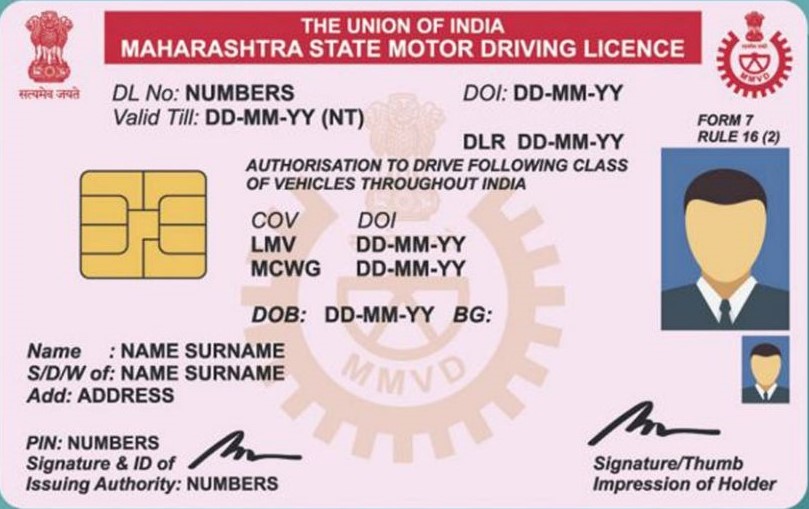 THE UNION OF INDIA
MAHARASHTRA STATE MOTOR DRIVING LICENCE
सत्यमेव जयते
MMVD
DL No: NUMBERS DOI: DD-MM-YY
Valid Till: DD-MM-YY (NT)
FORM 7
RULE 16 (2)
DLR DD-MM-YY
AUTHORISATION TO DRIVE FOLLOWING CLASS
OF VEHICLES THROUGHOUT INDIA
COV DOI
LMV DD-MM-YY
MCWG DD-MM-YY
DOB: DD-MM-YY BG:
MMVD
Name : NAME SURNAME
S/D/W of: NAME SURNAME
Add: ADDRESS
PIN: NUMBERS
Signature & ID of
Issuing Authority: NUMBERS
Signature/Thumb
Impression of Holder